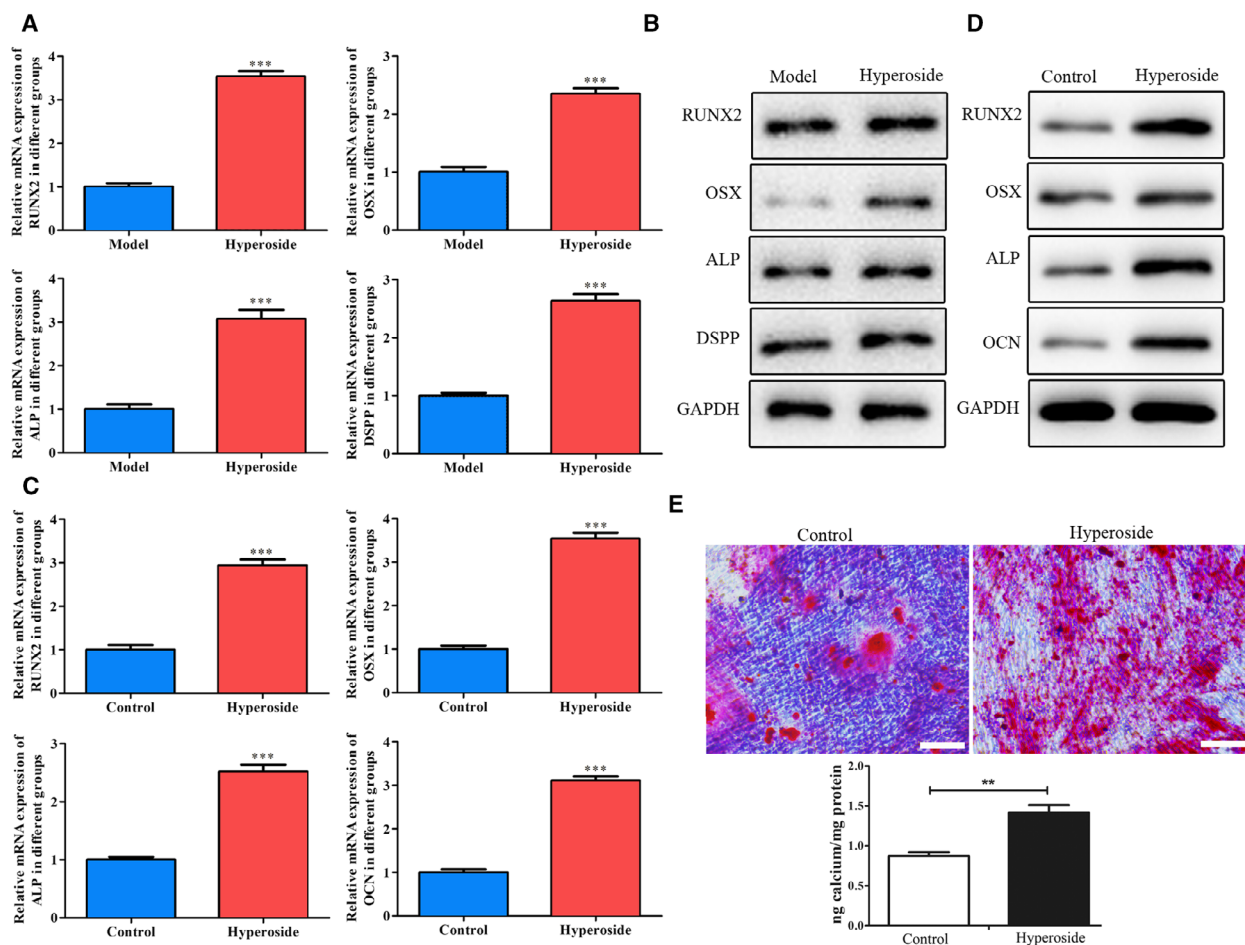 A
Relative mRNA expression of
RUNX2 in different groups
4
3
2
1
0
***
Model
Hyperoside
Relative mRNA expression of
OSX in different groups
3
2
1
0
***
Model
Hyperoside
Relative mRNA expression of
ALP in different groups
4
3
2
1
0
***
Model
Hyperoside
Relative mRNA expression of
DSPP in different groups
3
2
1
0
***
Model
Hyperoside
B
Model
Hyperoside
RUNX2
OSX
ALP
DSPP
GAPDH
D
Control
Hyperoside
RUNX2
OSX
ALP
OCN
GAPDH
C
Relative mRNA expression of
RUNX2 in different groups
4
3
2
1
0
***
Control
Hyperoside
Relative mRNA expression of
OSX in different groups
4
3
2
1
0
***
Control
Hyperoside
Relative mRNA expression of
ALP in different groups
3
2
1
0
***
Control
Hyperoside
Relative mRNA expression of
OCN in different groups
4
3
2
1
0
***
Control
Hyperoside
E
Control
Hyperoside
ng calcium/mg protein
2.0
1.5
1.0
0.5
0.0
**
Control
Hyperoside